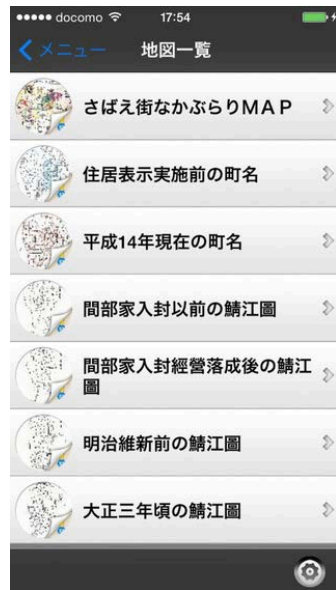 docomo 17:54
メニュー 地図一覧
さばえ街なかぶらりＭＡＰ
住居表示実施前の町名
平成14年現在の町名
間部家入封以前の鯖江圖
間部家入封經營落成後の鯖江
圖
明治維新前の鯖江圖
大正三年頃の鯖江圖